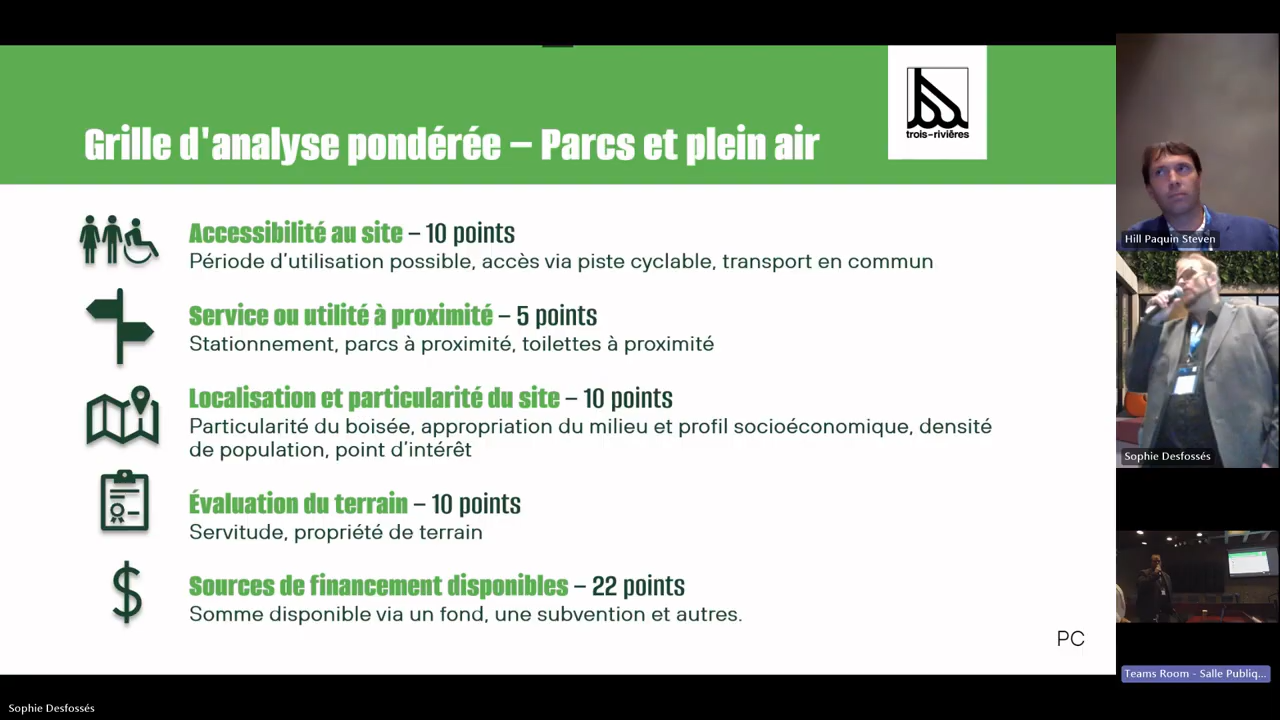 trois-rivières
Grille d'analyse pondérée – Parcs et plein air
Accessibilité au site – 10 points
Période d'utilisation possible, accès via piste cyclable, transport en commun
Service ou utilité à proximité – 5 points
Stationnement, parcs à proximité, toilettes à proximité
Localisation et particularité du site – 10 points
Particularité du boisée, appropriation du milieu et profil socioéconomique, densité
de population, point d'intérêt
Évaluation du terrain – 10 points
Servitude, propriété de terrain
Sources de financement disponibles – 22 points
Somme disponible via un fond, une subvention et autres.
PC
Hill Paquin Steven
Sophie Desfossés
Teams Room - Salle Publiq...
Sophie Desfossés